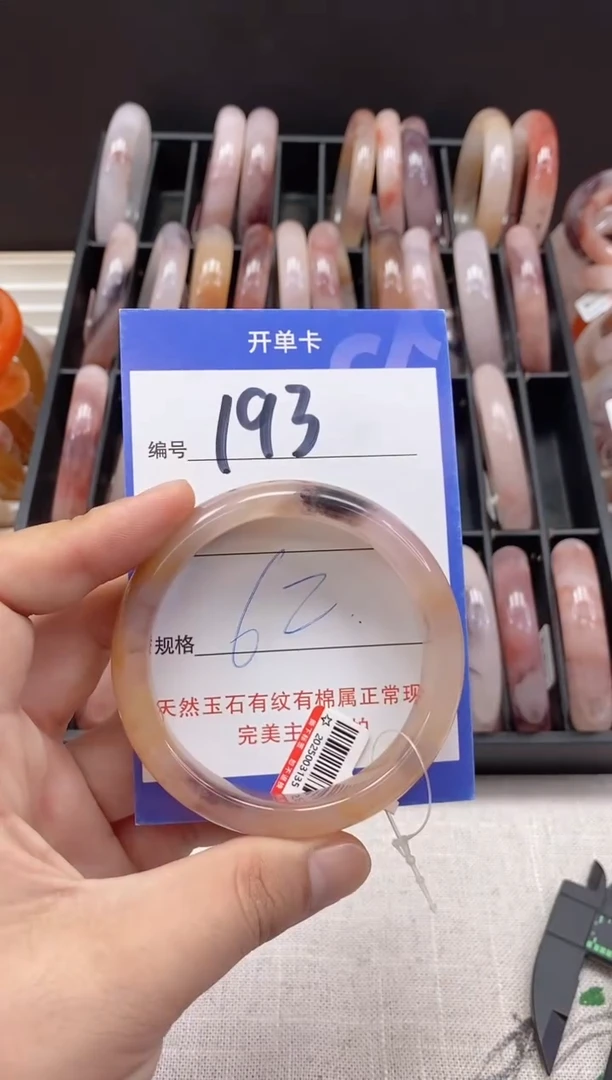 开单卡
编号 193
规格 62
天然玉石有纹有棉属正常现
完美主
2025003135